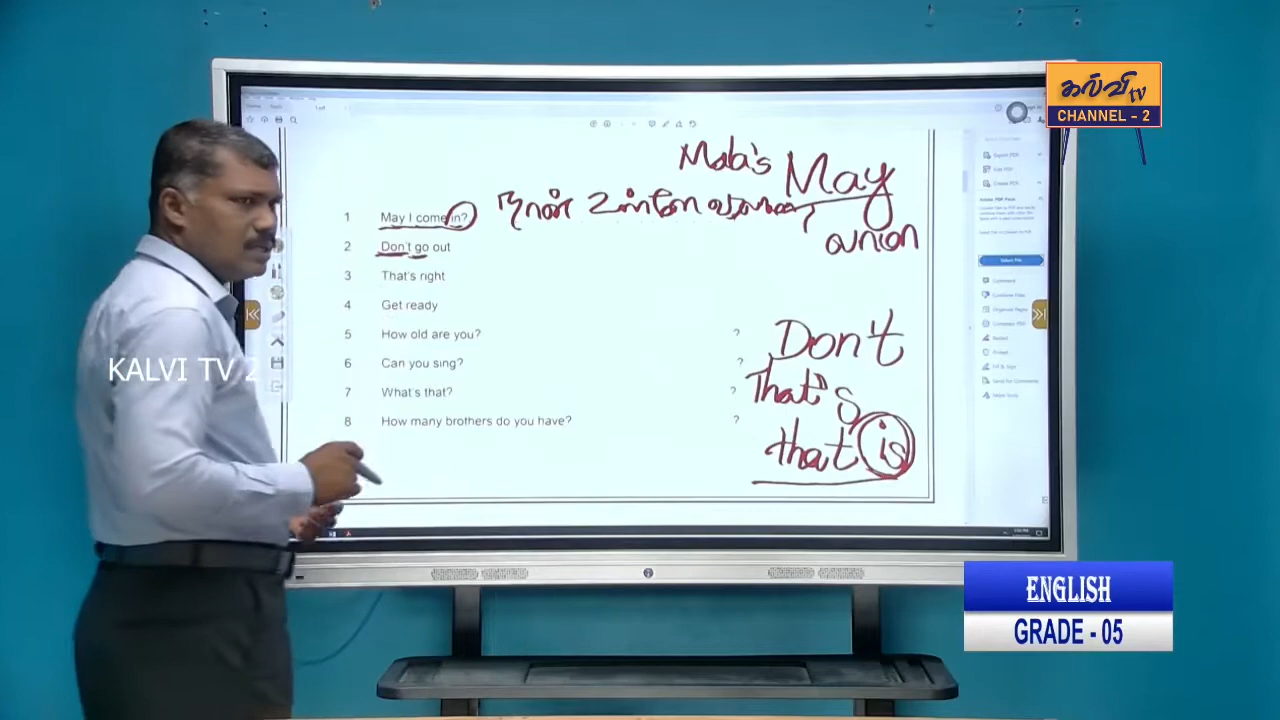 கல்வி tv
CHANNEL - 2
Mala's May
நான் உள்ளே வரலாமா?
1 May I come in?
2 Don't go out
3 That's right
4 Get ready
5 How old are you? ?
6 Can you sing? ?
7 What's that? ?
8 How many brothers do you have? ?
Don't
That's
that is
KALVI TV 2
ENGLISH
GRADE - 05